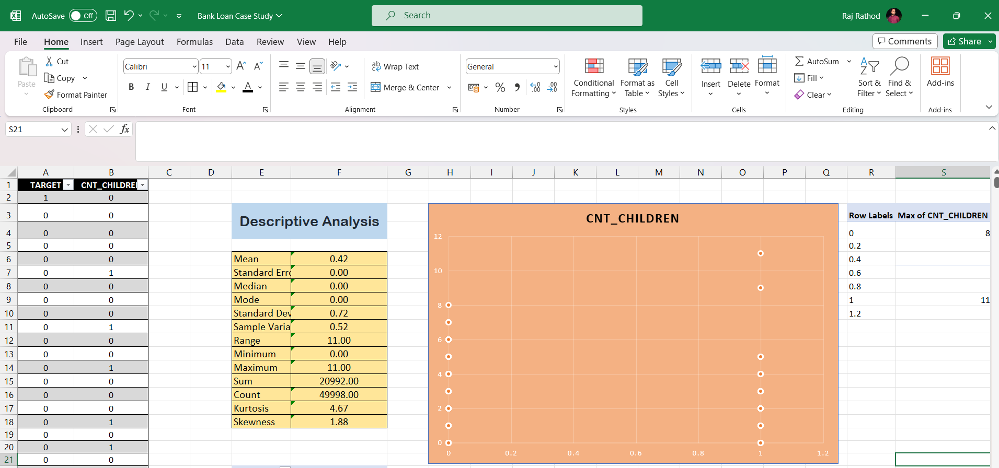 AutoSave Off Bank Loan Case Study Search Raj Rathod
File Home Insert Page Layout Formulas Data Review View Help Comments Share
Paste Cut Copy Format Painter
Clipboard
Calibri 11
B I U A
Font
Wrap Text
Merge & Center
Alignment
General
Number
Conditional Formatting Format as Table Cell Styles
Styles
Insert Delete Format
Cells
AutoSum Fill Clear
Sort & Filter Find & Select
Editing
Add-ins
Add-ins
S21 fx
A B C D E F G H I J K L M N O P Q R S
1 TARGET CNT_CHILDRE
2 1 0
3 0 0
4 0 0
5 0 0
6 0 0
7 0 1
8 0 0
9 0 0
10 0 0
11 0 1
12 0 0
13 0 0
14 0 1
15 0 0
16 0 0
17 0 0
18 0 1
19 0 0
20 0 1
21 0 0
Descriptive Analysis
Mean 0.42
Standard Erro 0.00
Median 0.00
Mode 0.00
Standard Dev 0.72
Sample Varia 0.52
Range 11.00
Minimum 0.00
Maximum 11.00
Sum 20992.00
Count 49998.00
Kurtosis 4.67
Skewness 1.88
CNT_CHILDREN
12
10
8
6
4
2
0
0 0.2 0.4 0.6 0.8 1 1.2
Row Labels Max of CNT_CHILDREN
0 8
0.2
0.4
0.6
0.8
1 11
1.2